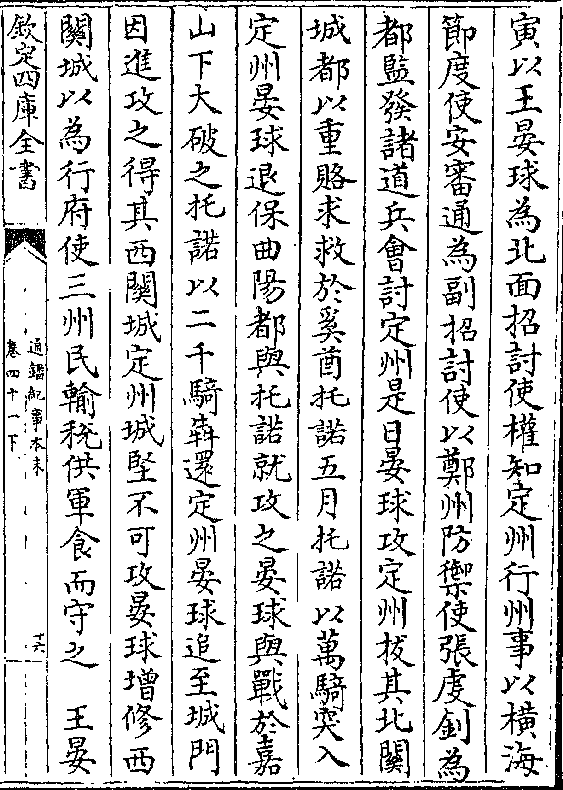 寅以王晏球為北面招討使權知定州行州事以橫海
節度使安審通為副招討使以鄭州防禦使張虔釗為
都監發諸道兵會討定州是日晏球攻定州拔其北關
城都以重賂求救於奚酋托諾五月托諾以萬騎突入
定州晏球退保曲陽都與托諾就攻之晏球與戰於嘉
山下大破之托諾以二千騎犇還定州晏球追至城門
因進攻之得其西關城定州城堅不可攻晏球增修西
關城以為行府使三州民輸税供軍食而守之　王晏
欽定四庫全書
通鑑紀事本末
卷四十一下
十六